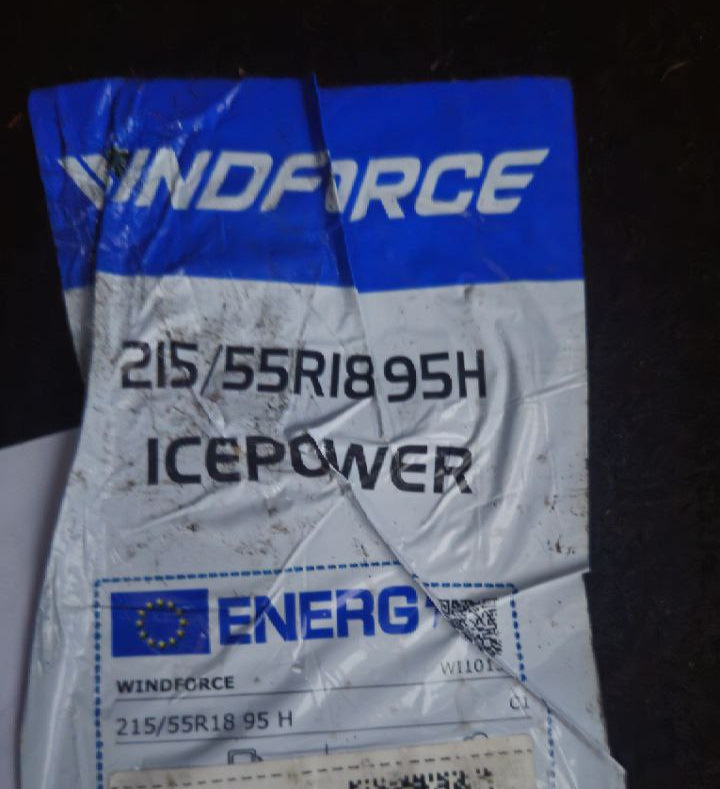 WINDFORCE
215/55R18 95H
ICEPOWER
ENERG
WINDFORCE
215/55R18 95 H